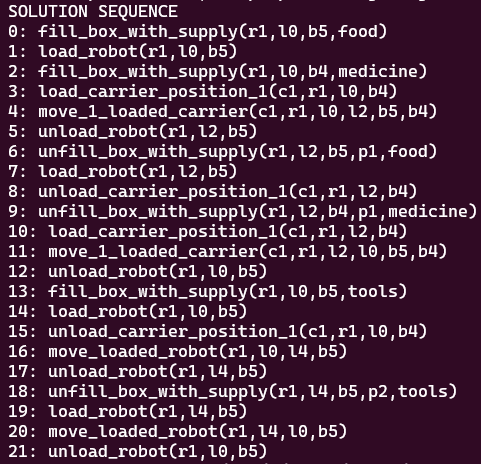 SOLUTION SEQUENCE
0: fill_box_with_supply(r1,l0,b5,food)
1: load_robot(r1,l0,b5)
2: fill_box_with_supply(r1,l0,b4,medicine)
3: load_carrier_position_1(c1,r1,l0,b4)
4: move_1_loaded_carrier(c1,r1,l0,l2,b5,b4)
5: unload_robot(r1,l2,b5)
6: unfill_box_with_supply(r1,l2,b5,p1,food)
7: load_robot(r1,l2,b5)
8: unload_carrier_position_1(c1,r1,l2,b4)
9: unfill_box_with_supply(r1,l2,b4,p1,medicine)
10: load_carrier_position_1(c1,r1,l2,b4)
11: move_1_loaded_carrier(c1,r1,l2,l0,b5,b4)
12: unload_robot(r1,l0,b5)
13: fill_box_with_supply(r1,l0,b5,tools)
14: load_robot(r1,l0,b5)
15: unload_carrier_position_1(c1,r1,l0,b4)
16: move_loaded_robot(r1,l0,l4,b5)
17: unload_robot(r1,l4,b5)
18: unfill_box_with_supply(r1,l4,b5,p2,tools)
19: load_robot(r1,l4,b5)
20: move_loaded_robot(r1,l4,l0,b5)
21: unload_robot(r1,l0,b5)